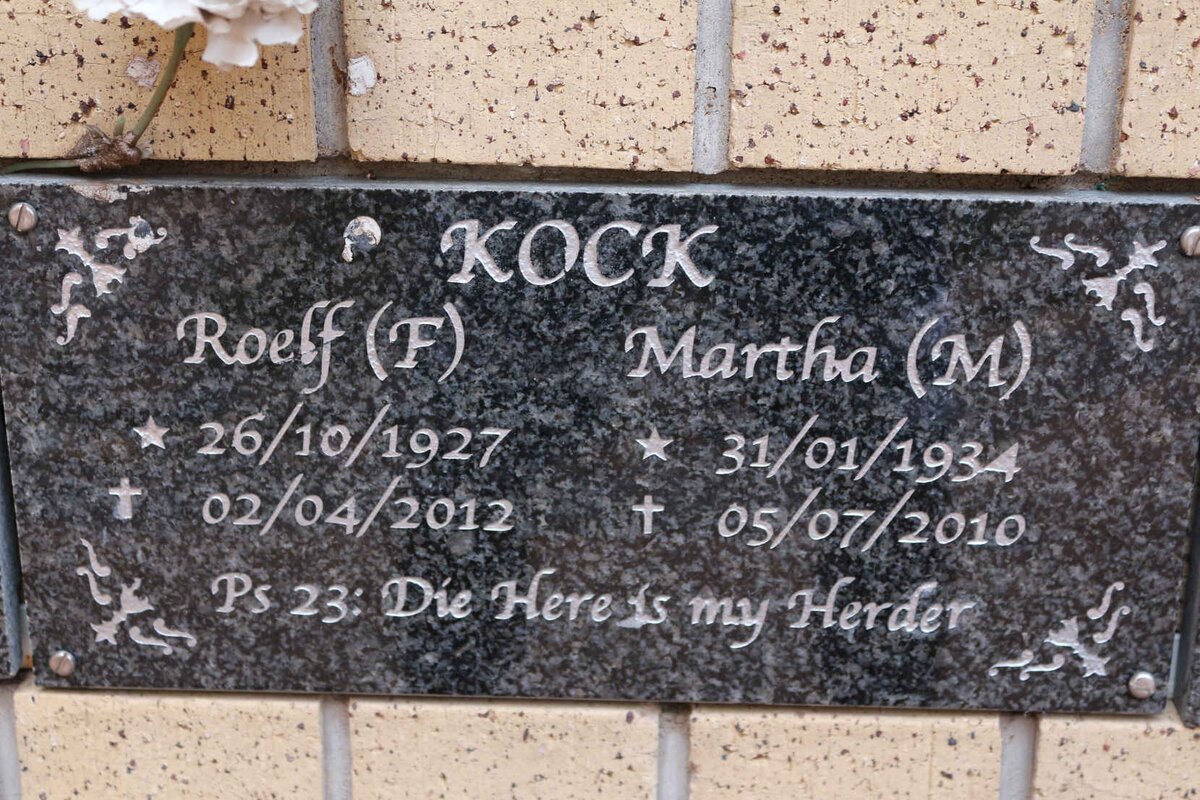 KOCK
Roelf (F)
Martha (M)
26/10/1927
31/01/1934
02/04/2012
05/07/2010
Ps 23: Die Here is my Herder